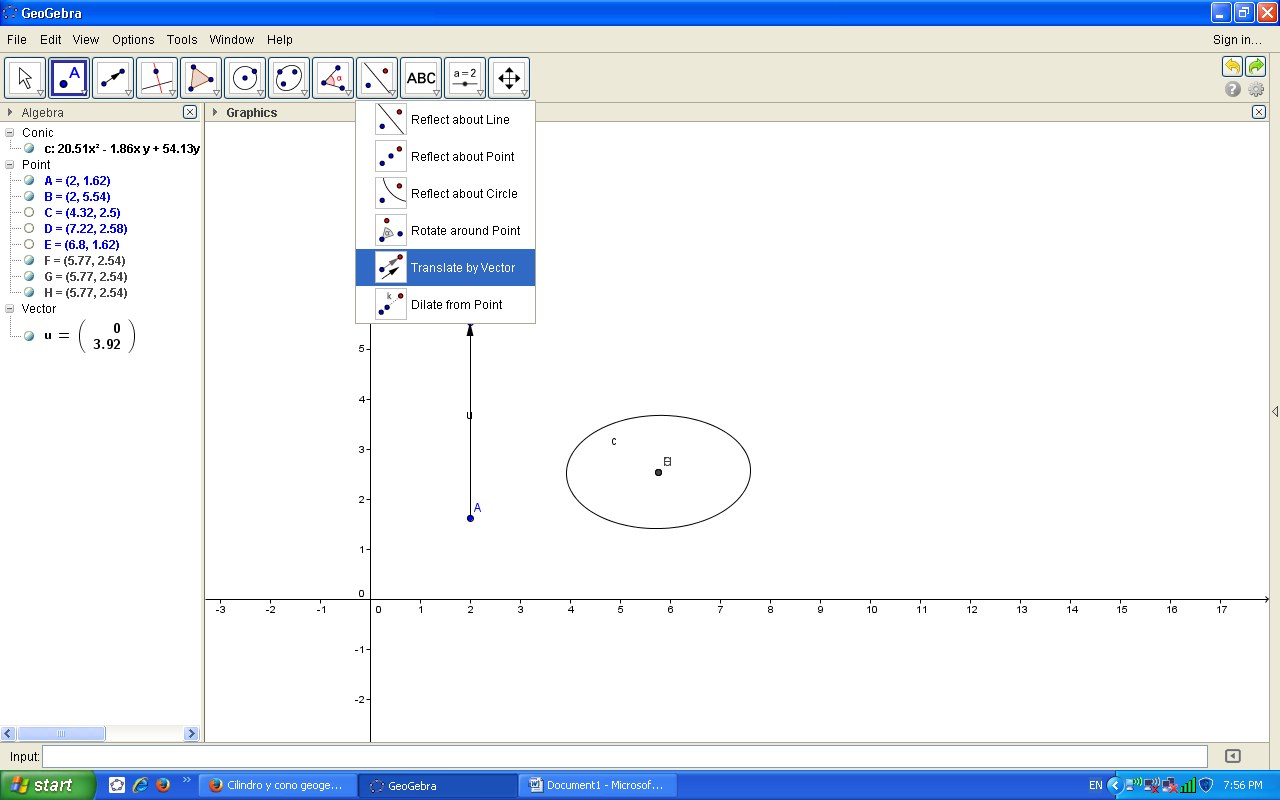 GeoGebra
File Edit View Options Tools Window Help Sign in...
A α ABC a = 2
Algebra
Graphics
Conic
c: 20.51x² - 1.86x y + 54.13y
Point
A = (2, 1.62)
B = (2, 5.54)
C = (4.32, 2.5)
D = (7.22, 2.58)
E = (6.8, 1.62)
F = (5.77, 2.54)
G = (5.77, 2.54)
H = (5.77, 2.54)
Vector
u = ( 0
3.92 )
Reflect about Line
Reflect about Point
Reflect about Circle
α Rotate around Point
Translate by Vector
k Dilate from Point
5
4
u
c
3
2
A
1
0
-3 -2 -1 0 1 2 3 4 5 6 7 8 9 10 11 12 13 14 15 16 17
-1
-2
Input:
start
Cilindro y cono geoge...
GeoGebra
Document1 - Microsof...
EN
7:56 PM